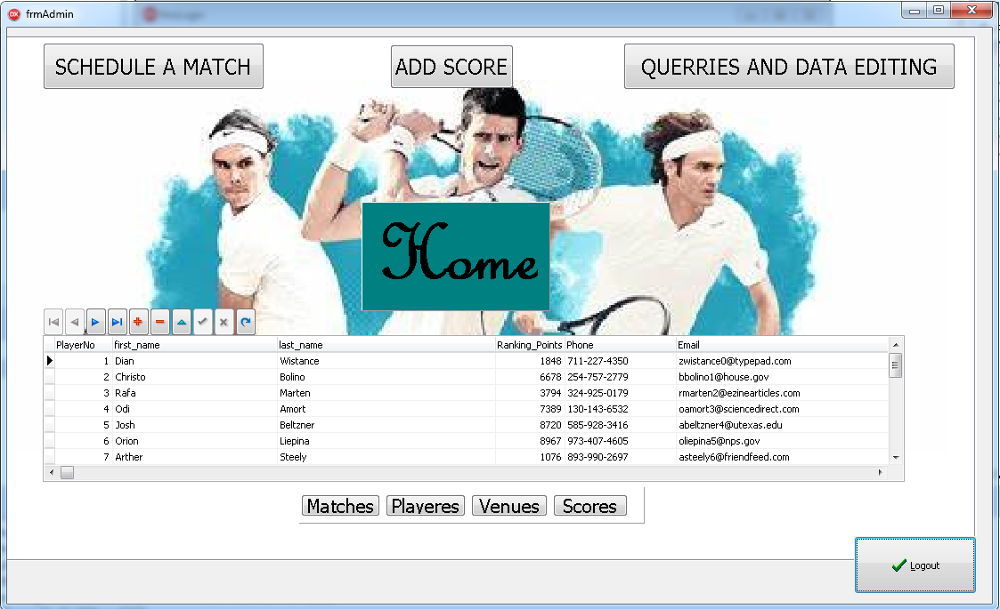 frmAdmin
SCHEDULE A MATCH
ADD SCORE
QUERRIES AND DATA EDITING
Home
PlayerNo first_name last_name Ranking_Points Phone Email
1 Dian Wistance 1848 711-227-4350 zwistance0@typepad.com
2 Christo Bolino 6678 254-757-2779 bbolino1@house.gov
3 Rafa Marten 3794 324-925-0179 rmarten2@ezinearticles.com
4 Odi Amort 7389 130-143-6532 oamort3@sciencedirect.com
5 Josh Beltzner 8720 585-928-3416 abeltzner4@utexas.edu
6 Orion Liepina 8967 973-407-4605 oliepina5@nps.gov
7 Arther Steely 1076 893-990-2697 asteely6@friendfeed.com
Matches Playeres Venues Scores
Logout